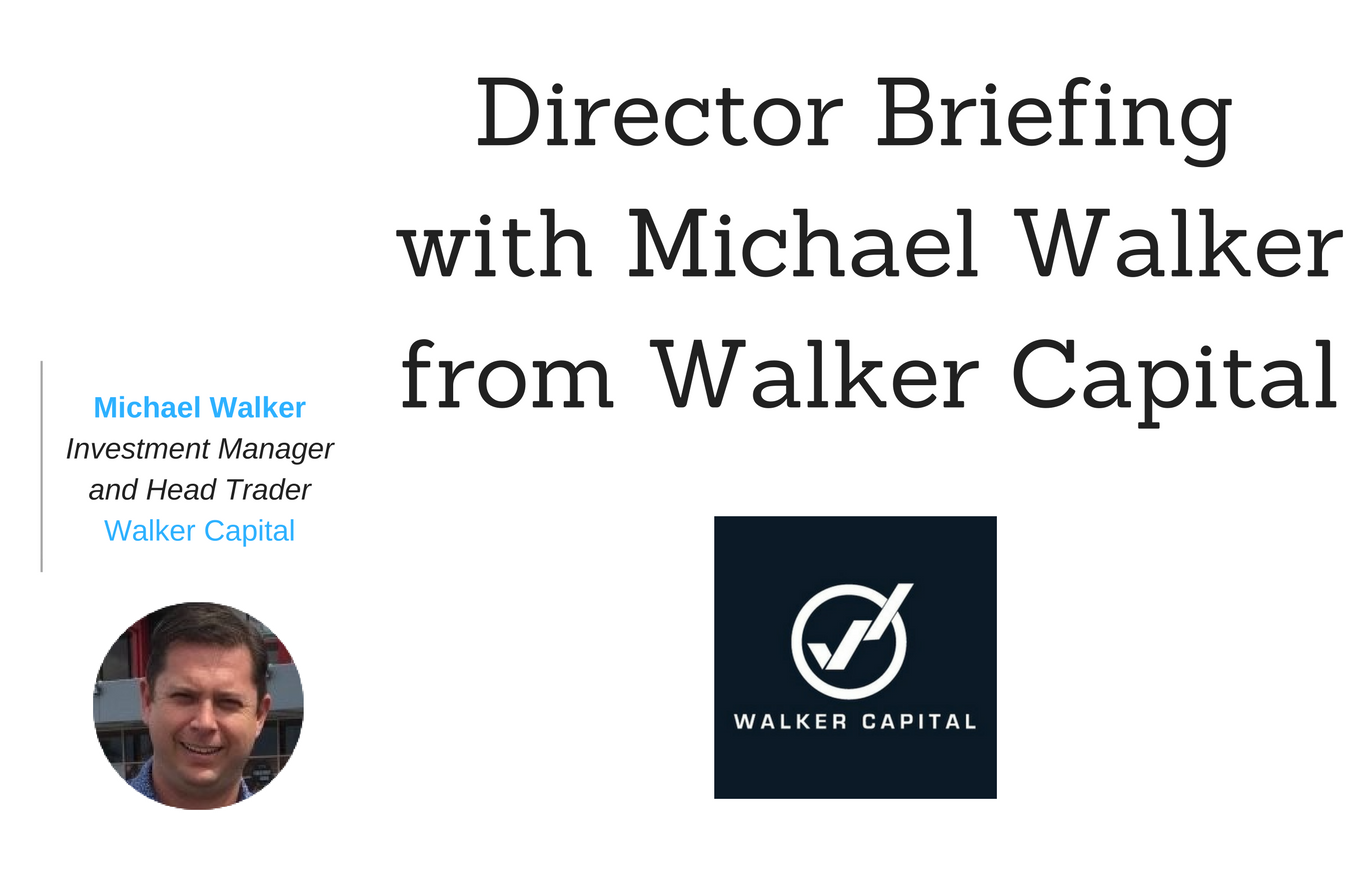 Director Briefing
with Michael Walker
from Walker Capital
Michael Walker
Investment Manager
and Head Trader
Walker Capital
WALKER CAPITAL